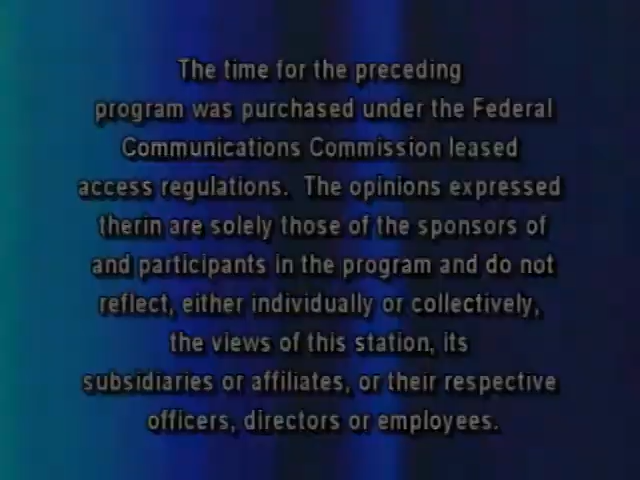 The time for the preceding
program was purchased under the Federal
Communications Commission leased
access regulations. The opinions expressed
therin are solely those of the sponsors of
and participants in the program and do not
reflect, either individually or collectively,
the views of this station, its
subsidiaries or affiliates, or their respective
officers, directors or employees.